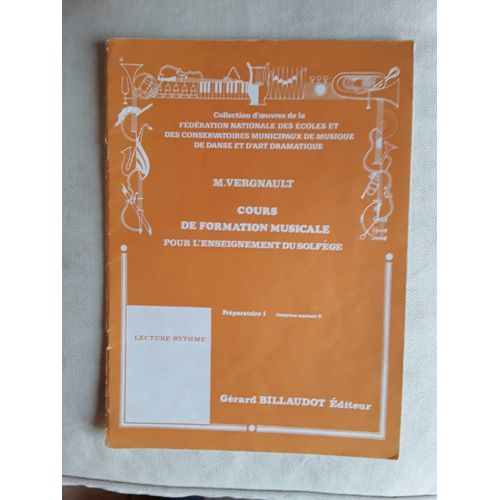 Collection d'œuvres de la
FÉDÉRATION NATIONALE DES ÉCOLES ET
DES CONSERVATOIRES MUNICIPAUX DE MUSIQUE
DE DANSE ET D'ART DRAMATIQUE
M. VERGNAULT
COURS
DE FORMATION MUSICALE
POUR L'ENSEIGNEMENT DU SOLFÈGE
Préparatoire 1
LECTURE-RYTHME
Gérard BILLAUDOT Éditeur